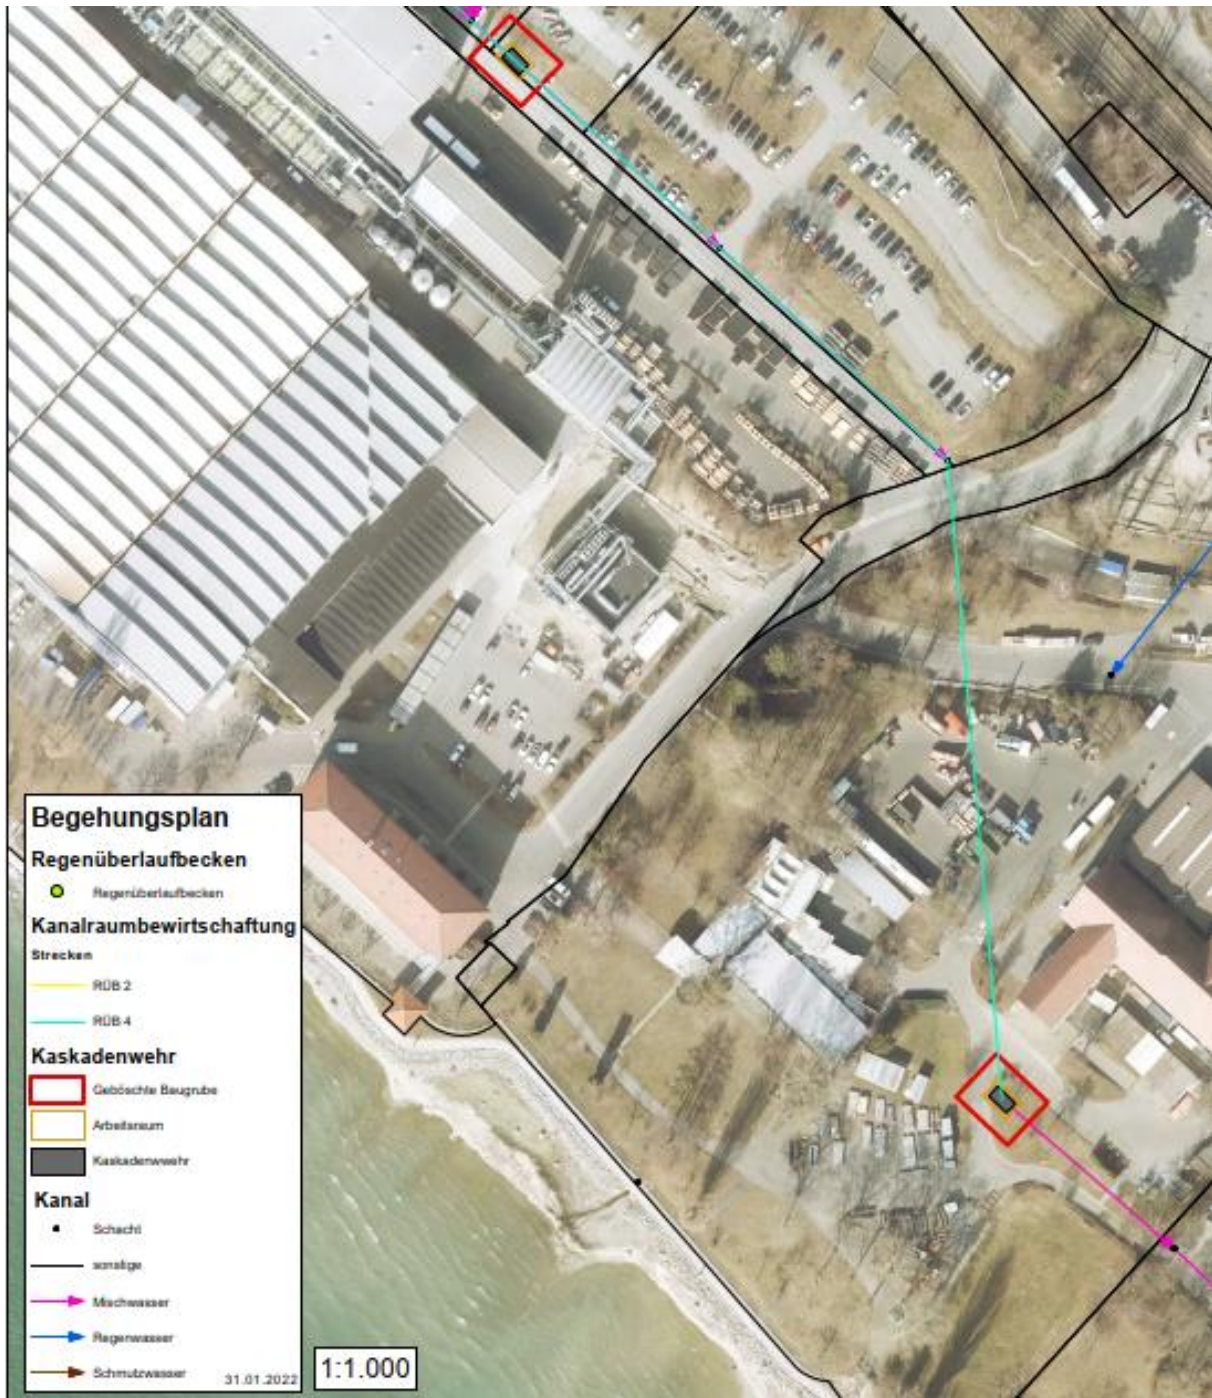 Begehungsplan
Regenüberlaufbecken
Regenüberlaufbecken
Kanalraumbewirtschaftung
Strecken
RÜB 2
RÜB 4
Kaskadenwehr
Geböschte Baugrube
Arbeitsraum
Kaskadenwwehr
Kanal
Schacht
sonstige
Mischwasser
Regenwasser
Schmutzwasser
31.01.2022
1:1.000